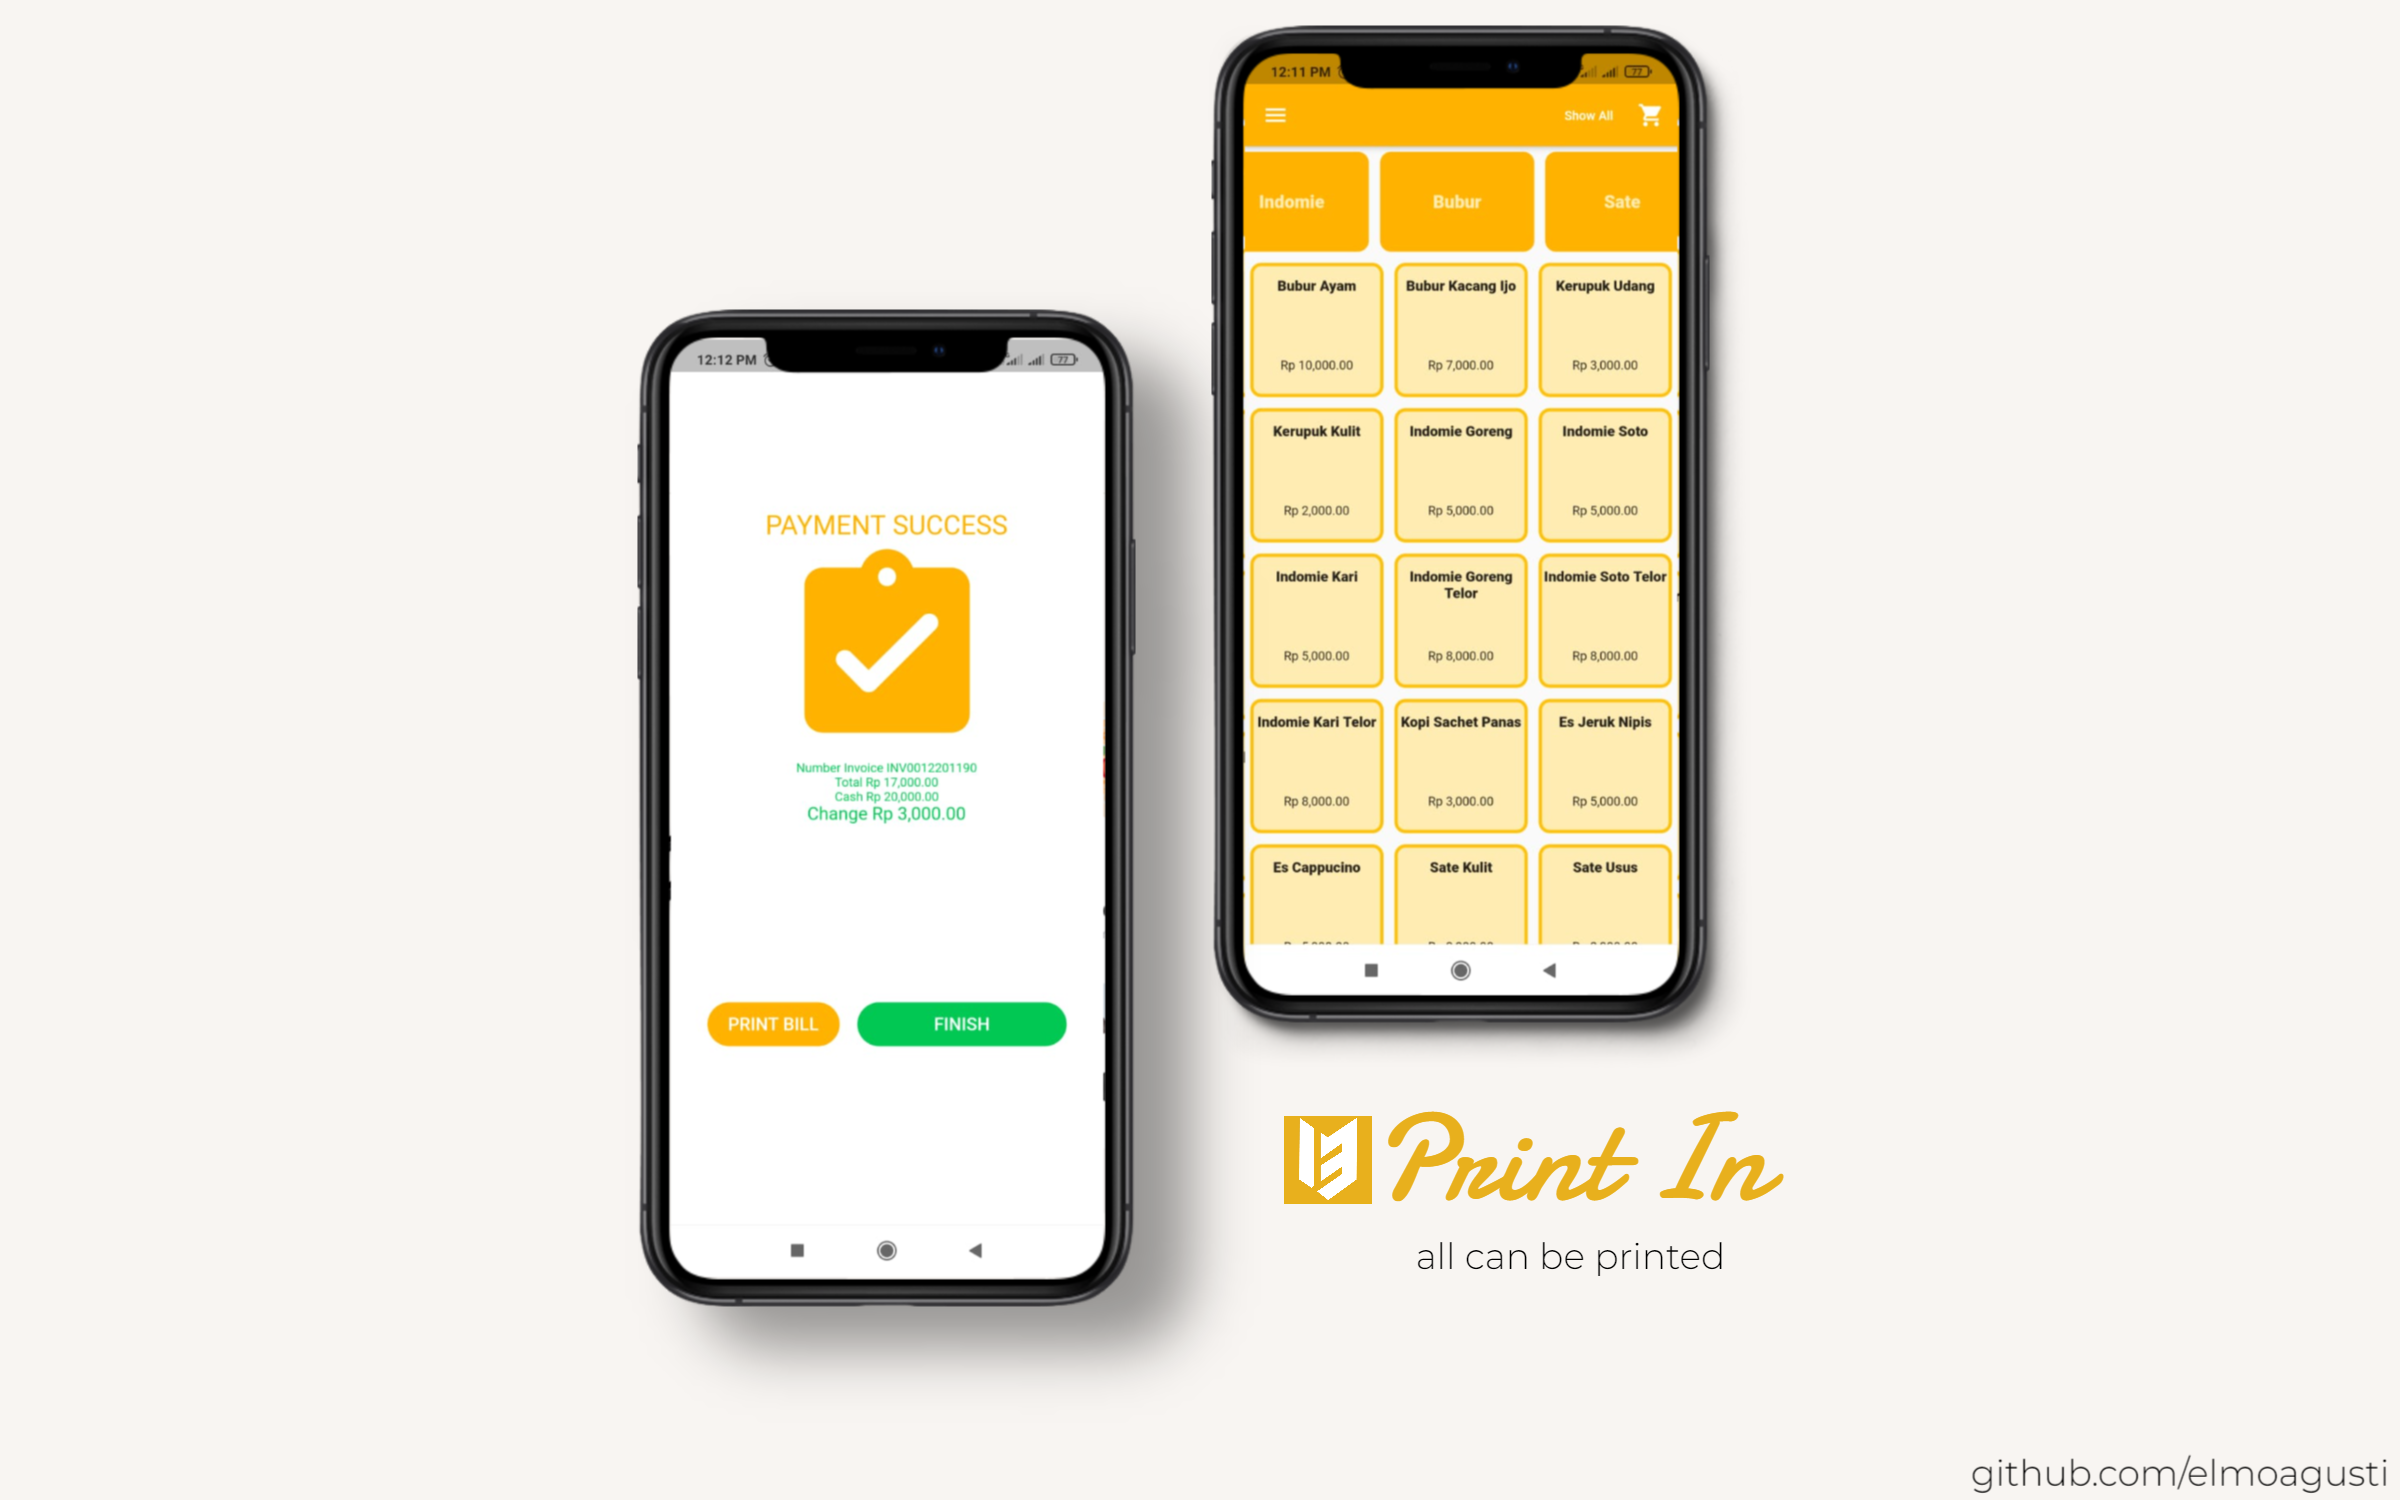 12:12 PM
77
PAYMENT SUCCESS
Number Invoice INV0012201190
Total Rp 17,000.00
Cash Rp 20,000.00
Change Rp 3,000.00
PRINT BILL FINISH
12:11 PM
77
Show All
Indomie Bubur Sate
Bubur Ayam Bubur Kacang Ijo Kerupuk Udang
Rp 10,000.00 Rp 7,000.00 Rp 3,000.00
Kerupuk Kulit Indomie Goreng Indomie Soto
Rp 2,000.00 Rp 5,000.00 Rp 5,000.00
Indomie Kari Indomie Goreng Indomie Soto Telor
Telor
Rp 5,000.00 Rp 8,000.00 Rp 8,000.00
Indomie Kari Telor Kopi Sachet Panas Es Jeruk Nipis
Rp 8,000.00 Rp 3,000.00 Rp 5,000.00
Es Cappucino Sate Kulit Sate Usus
Print In
all can be printed
github.com/elmoagusti